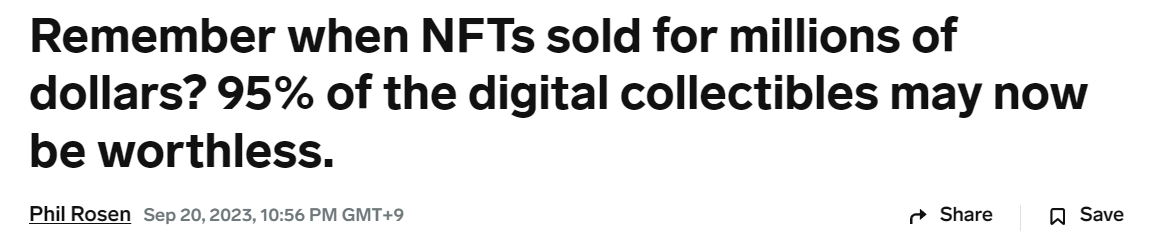 Remember when NFTs sold for millions of
dollars? 95% of the digital collectibles may now
be worthless.
Phil Rosen Sep 20, 2023, 10:56 PM GMT+9 Share Save